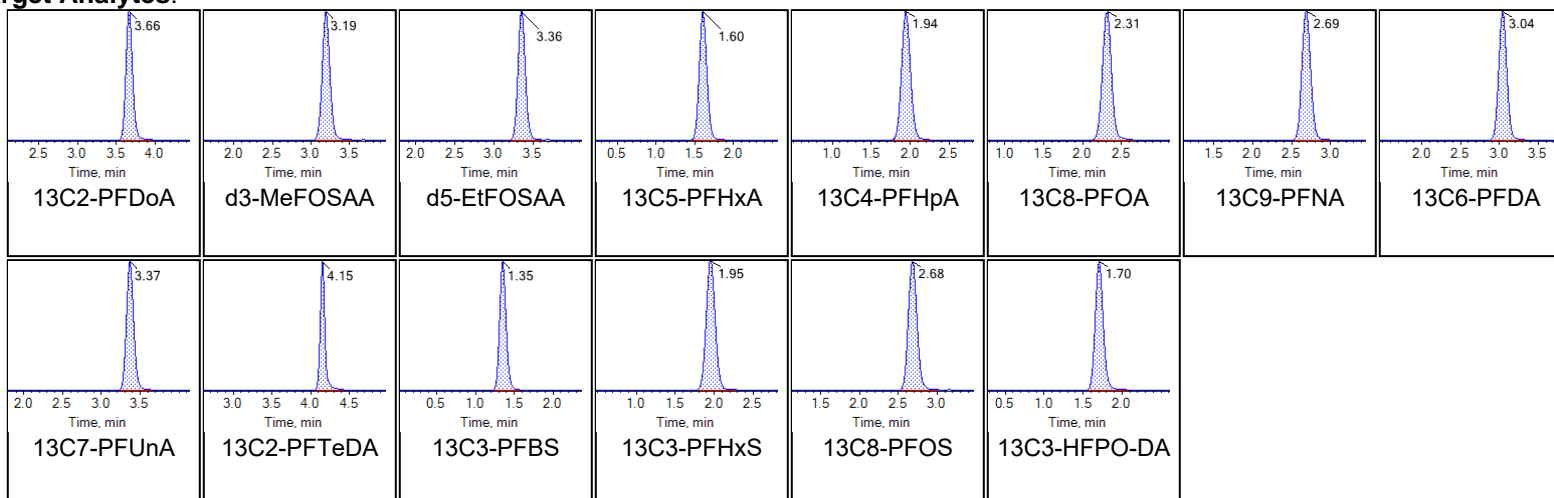 3.66
2.5 3.0 3.5 4.0
Time, min
13C2-PFDoA
3.19
2.0 2.5 3.0 3.5
Time, min
d3-MeFOSAA
3.36
2.0 2.5 3.0 3.5
Time, min
d5-EtFOSAA
1.60
0.5 1.0 1.5 2.0
Time, min
13C5-PFHxA
1.94
1.0 1.5 2.0 2.5
Time, min
13C4-PFHpA
2.31
1.0 1.5 2.0 2.5
Time, min
13C8-PFOA
2.69
1.5 2.0 2.5 3.0
Time, min
13C9-PFNA
3.04
2.0 2.5 3.0 3.5
Time, min
13C6-PFDA
3.37
2.0 2.5 3.0 3.5
Time, min
13C7-PFUnA
4.15
3.0 3.5 4.0 4.5
Time, min
13C2-PFTeDA
1.35
0.5 1.0 1.5 2.0
Time, min
13C3-PFBS
1.95
1.0 1.5 2.0 2.5
Time, min
13C3-PFHxS
2.68
1.5 2.0 2.5 3.0
Time, min
13C8-PFOS
1.70
0.5 1.0 1.5 2.0
Time, min
13C3-HFPO-DA